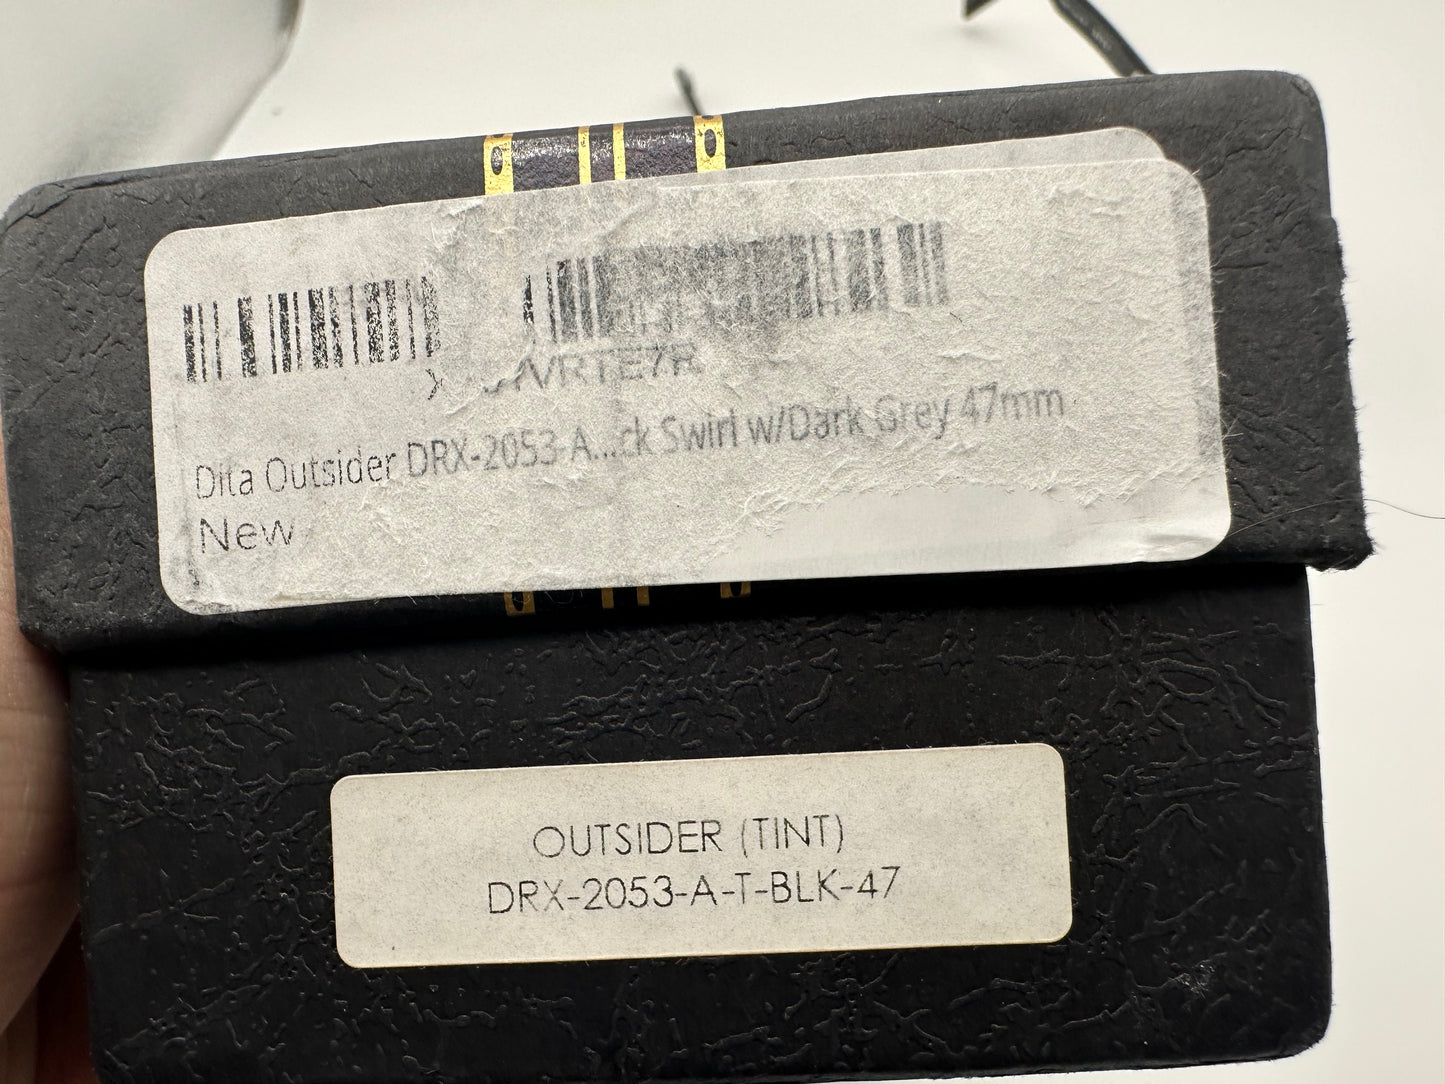 Dita Outsider DRX-2053-A...ck Swirl w/Dark Grey 47mm
New
OUTSIDER (TINT)
DRX-2053-A-T-BLK-47